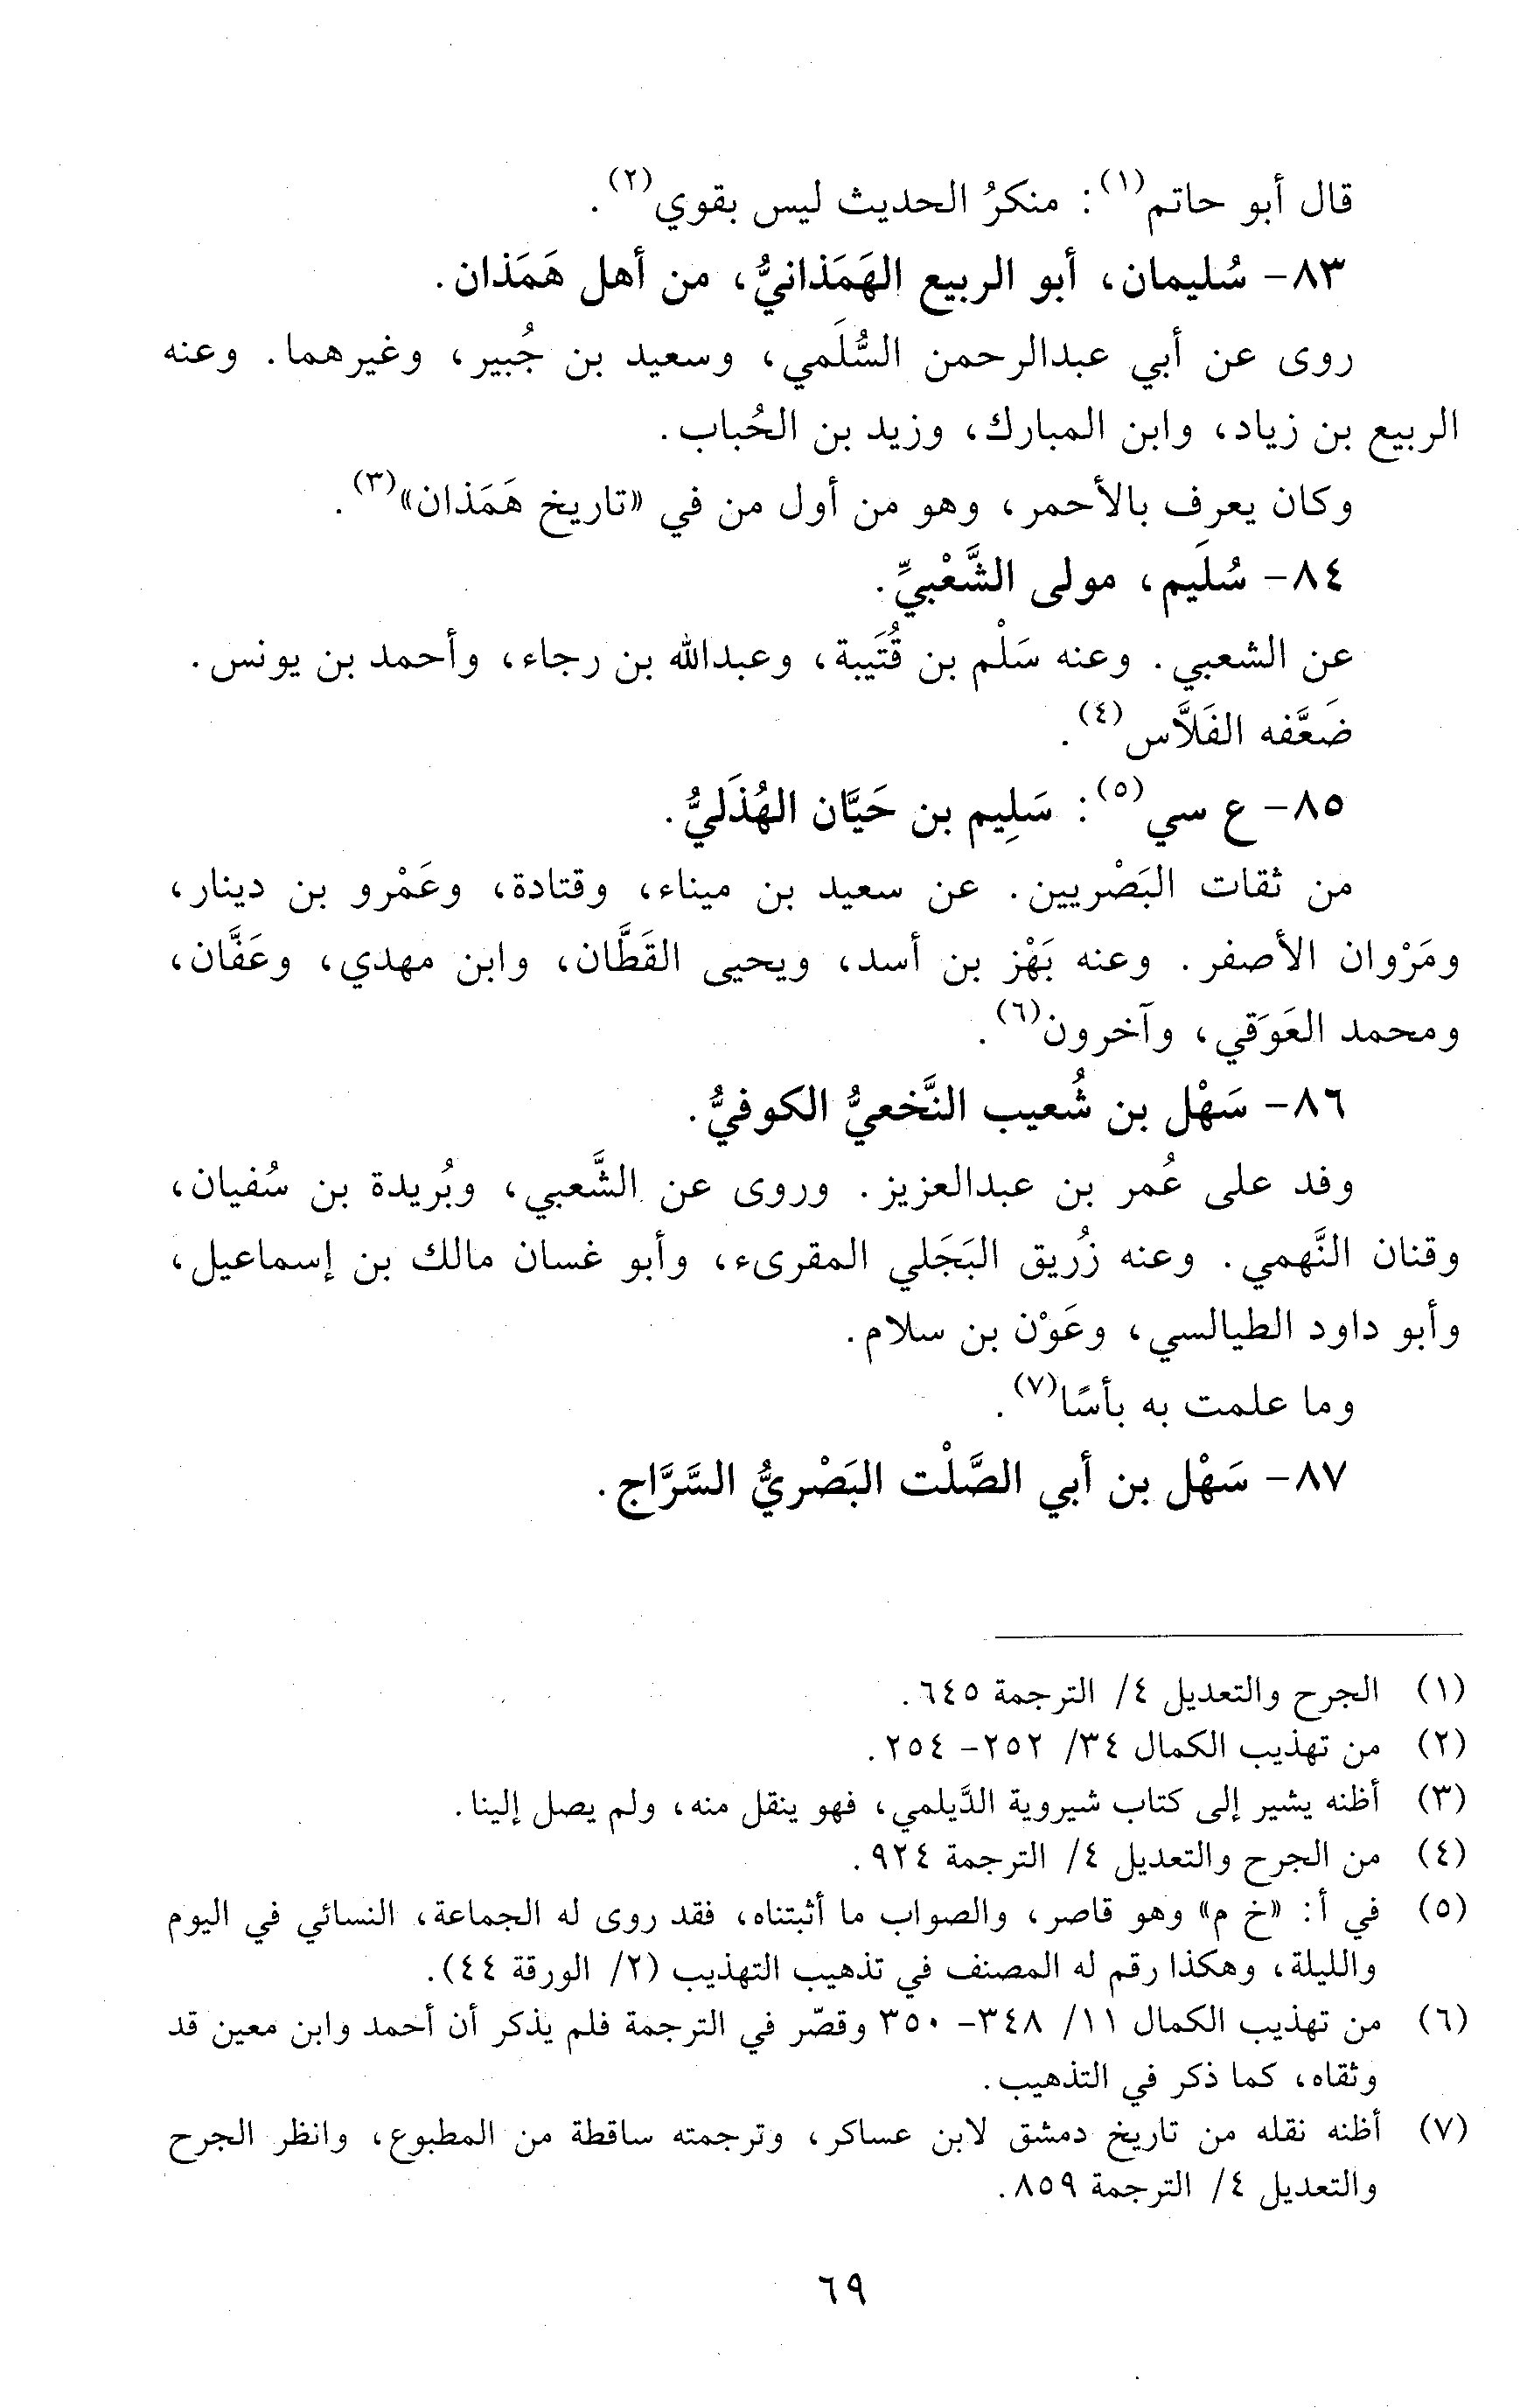 قال أبو حاتم(١): منكرُ الحديث ليس بقوي(٢).
٨٣- سُليمان، أبو الربيع الهَمَذانيُّ، من أهل هَمَذان.
روى عن أبي عبدالرحمن السُّلَمي، وسعيد بن جُبير، وغيرهما. وعنه
الربيع بن زياد، وابن المبارك، وزيد بن الحُباب.
وكان يعرف بالأحمر، وهو من أول من في «تاريخ هَمَذان»(٣).
٨٤- سُلَيم، مولى الشَّعْبيِّ.
عن الشعبي. وعنه سَلْم بن قُتَيبة، وعبدالله بن رجاء، وأحمد بن يونس.
ضَعَّفه الفَلاَّس(٤).
٨٥- ع سي(٥): سَلِيم بن حَيَّان الهُذَليُّ.
من ثقات البَصْريين. عن سعيد بن ميناء، وقتادة، وعَمْرو بن دينار،
ومَرْوان الأصفر. وعنه بَهْز بن أسد، ويحيى القَطَّان، وابن مهدي، وعَفَّان،
ومحمد العَوَقي، وآخرون(٦).
٨٦- سَهْل بن شُعيب النَّخعيُّ الكوفيُّ.
وفد على عُمر بن عبدالعزيز. وروى عن الشَّعبي، وبُريدة بن سُفيان،
وقنان النَّهمي. وعنه زُريق البَجَلي المقرىء، وأبو غسان مالك بن إسماعيل،
وأبو داود الطيالسي، وعَوْن بن سلام.
وما علمت به بأسًا(٧).
٨٧- سَهْل بن أبي الصَّلْت البَصْريُّ السَّرَّاج.
(١) الجرح والتعديل ٤/ الترجمة ٦٤٥.
(٢) من تهذيب الكمال ٣٤/ ٢٥٢- ٢٥٤.
(٣) أظنه يشير إلى كتاب شيروية الدَّيلمي، فهو ينقل منه، ولم يصل إلينا.
(٤) من الجرح والتعديل ٤/ الترجمة ٩٢٤.
(٥) في أ: «خ م» وهو قاصر، والصواب ما أثبتناه، فقد روى له الجماعة، النسائي في اليوم
والليلة، وهكذا رقم له المصنف في تذهيب التهذيب (٢/ الورقة ٤٤).
(٦) من تهذيب الكمال ١١/ ٣٤٨- ٣٥٠ وقصّر في الترجمة فلم يذكر أن أحمد وابن معين قد
وثقاه، كما ذكر في التذهيب.
(٧) أظنه نقله من تاريخ دمشق لابن عساكر، وترجمته ساقطة من المطبوع، وانظر الجرح
والتعديل ٤/ الترجمة ٨٥٩.
٦٩